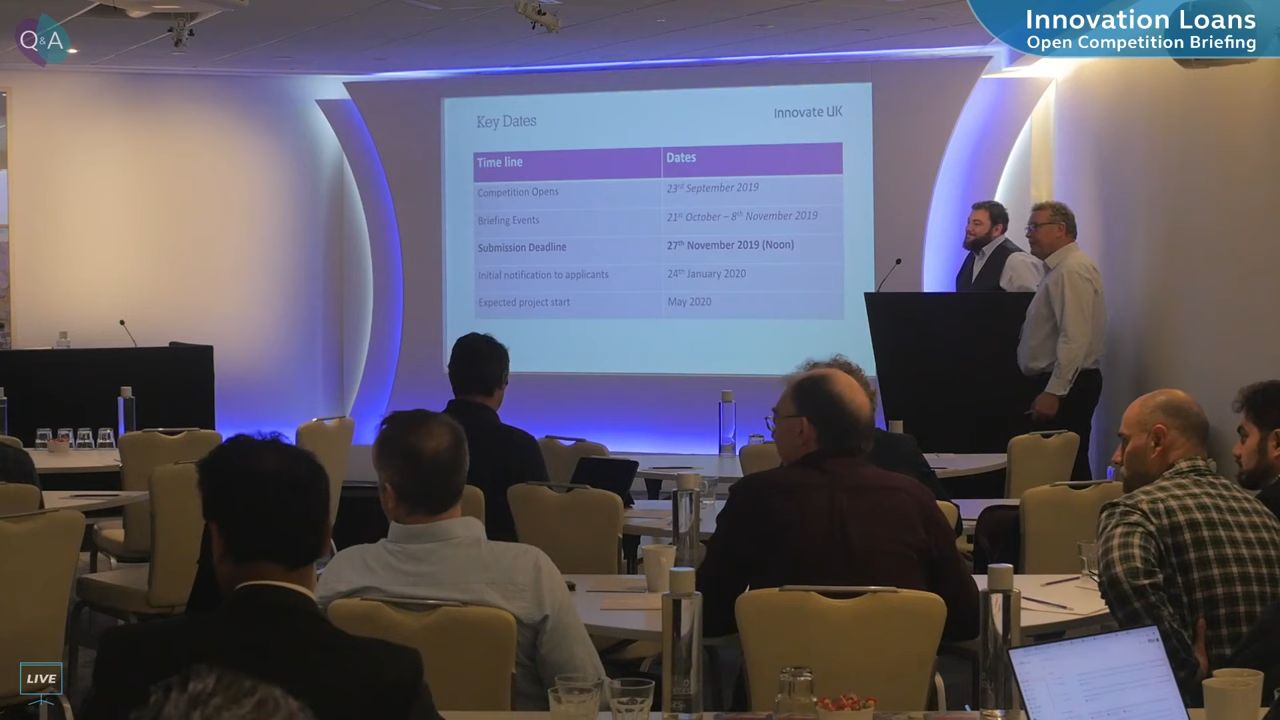 Q&A
Innovation Loans
Open Competition Briefing
Key Dates
Innovate UK
Time line Dates
Competition Opens 23rd September 2019
Briefing Events 21st October – 8th November 2019
Submission Deadline 27th November 2019 (Noon)
Initial notification to applicants 24th January 2020
Expected project start May 2020
LIVE